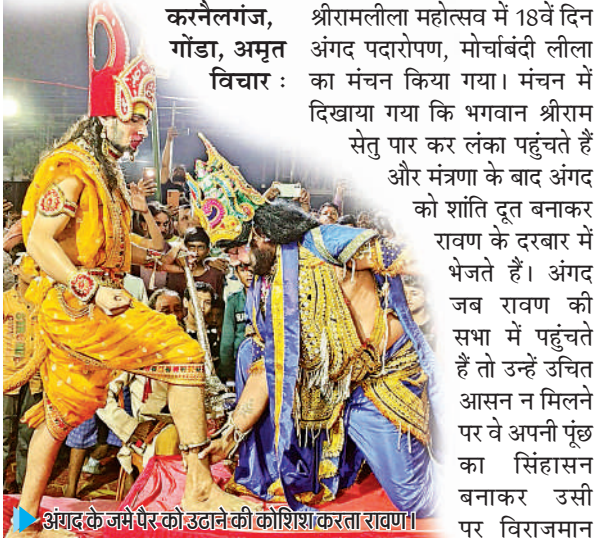 करनैलगंज,
गोंडा, अमृत
विचार :
श्रीरामलीला महोत्सव में 18वें दिन
अंगद पदारोपण, मोर्चाबंदी लीला
का मंचन किया गया। मंचन में
दिखाया गया कि भगवान श्रीराम
सेतु पार कर लंका पहुंचते हैं
और मंत्रणा के बाद अंगद
को शांति दूत बनाकर
रावण के दरबार में
भेजते हैं। अंगद
जब रावण की
सभा में पहुंचते
हैं तो उन्हें उचित
आसन न मिलने
पर वे अपनी पूंछ
का सिंहासन
बनाकर उसी
पर विराजमान
अंगद के जमे पैर को उठाने की कोशिश करता रावण।